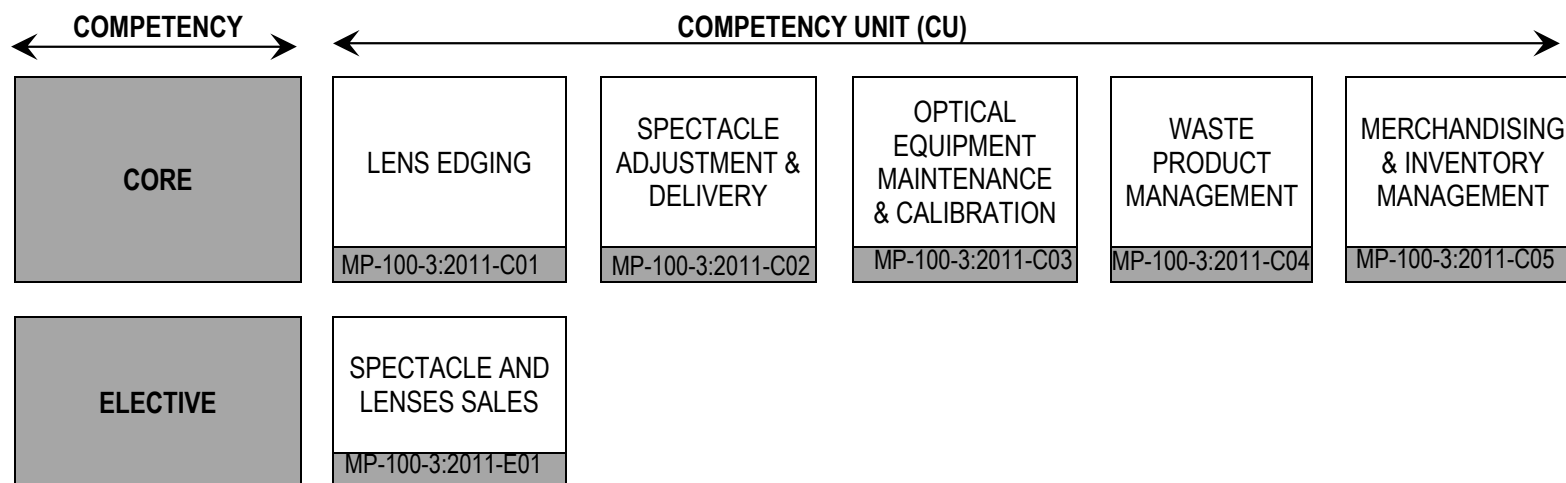 COMPETENCY
COMPETENCY UNIT (CU)
CORE
LENS EDGING
MP-100-3:2011-C01
SPECTACLE
ADJUSTMENT &
DELIVERY
MP-100-3:2011-C02
OPTICAL
EQUIPMENT
MAINTENANCE
& CALIBRATION
MP-100-3:2011-C03
WASTE
PRODUCT
MANAGEMENT
MP-100-3:2011-C04
MERCHANDISING
& INVENTORY
MANAGEMENT
MP-100-3:2011-C05
ELECTIVE
SPECTACLE AND
LENSES SALES
MP-100-3:2011-E01